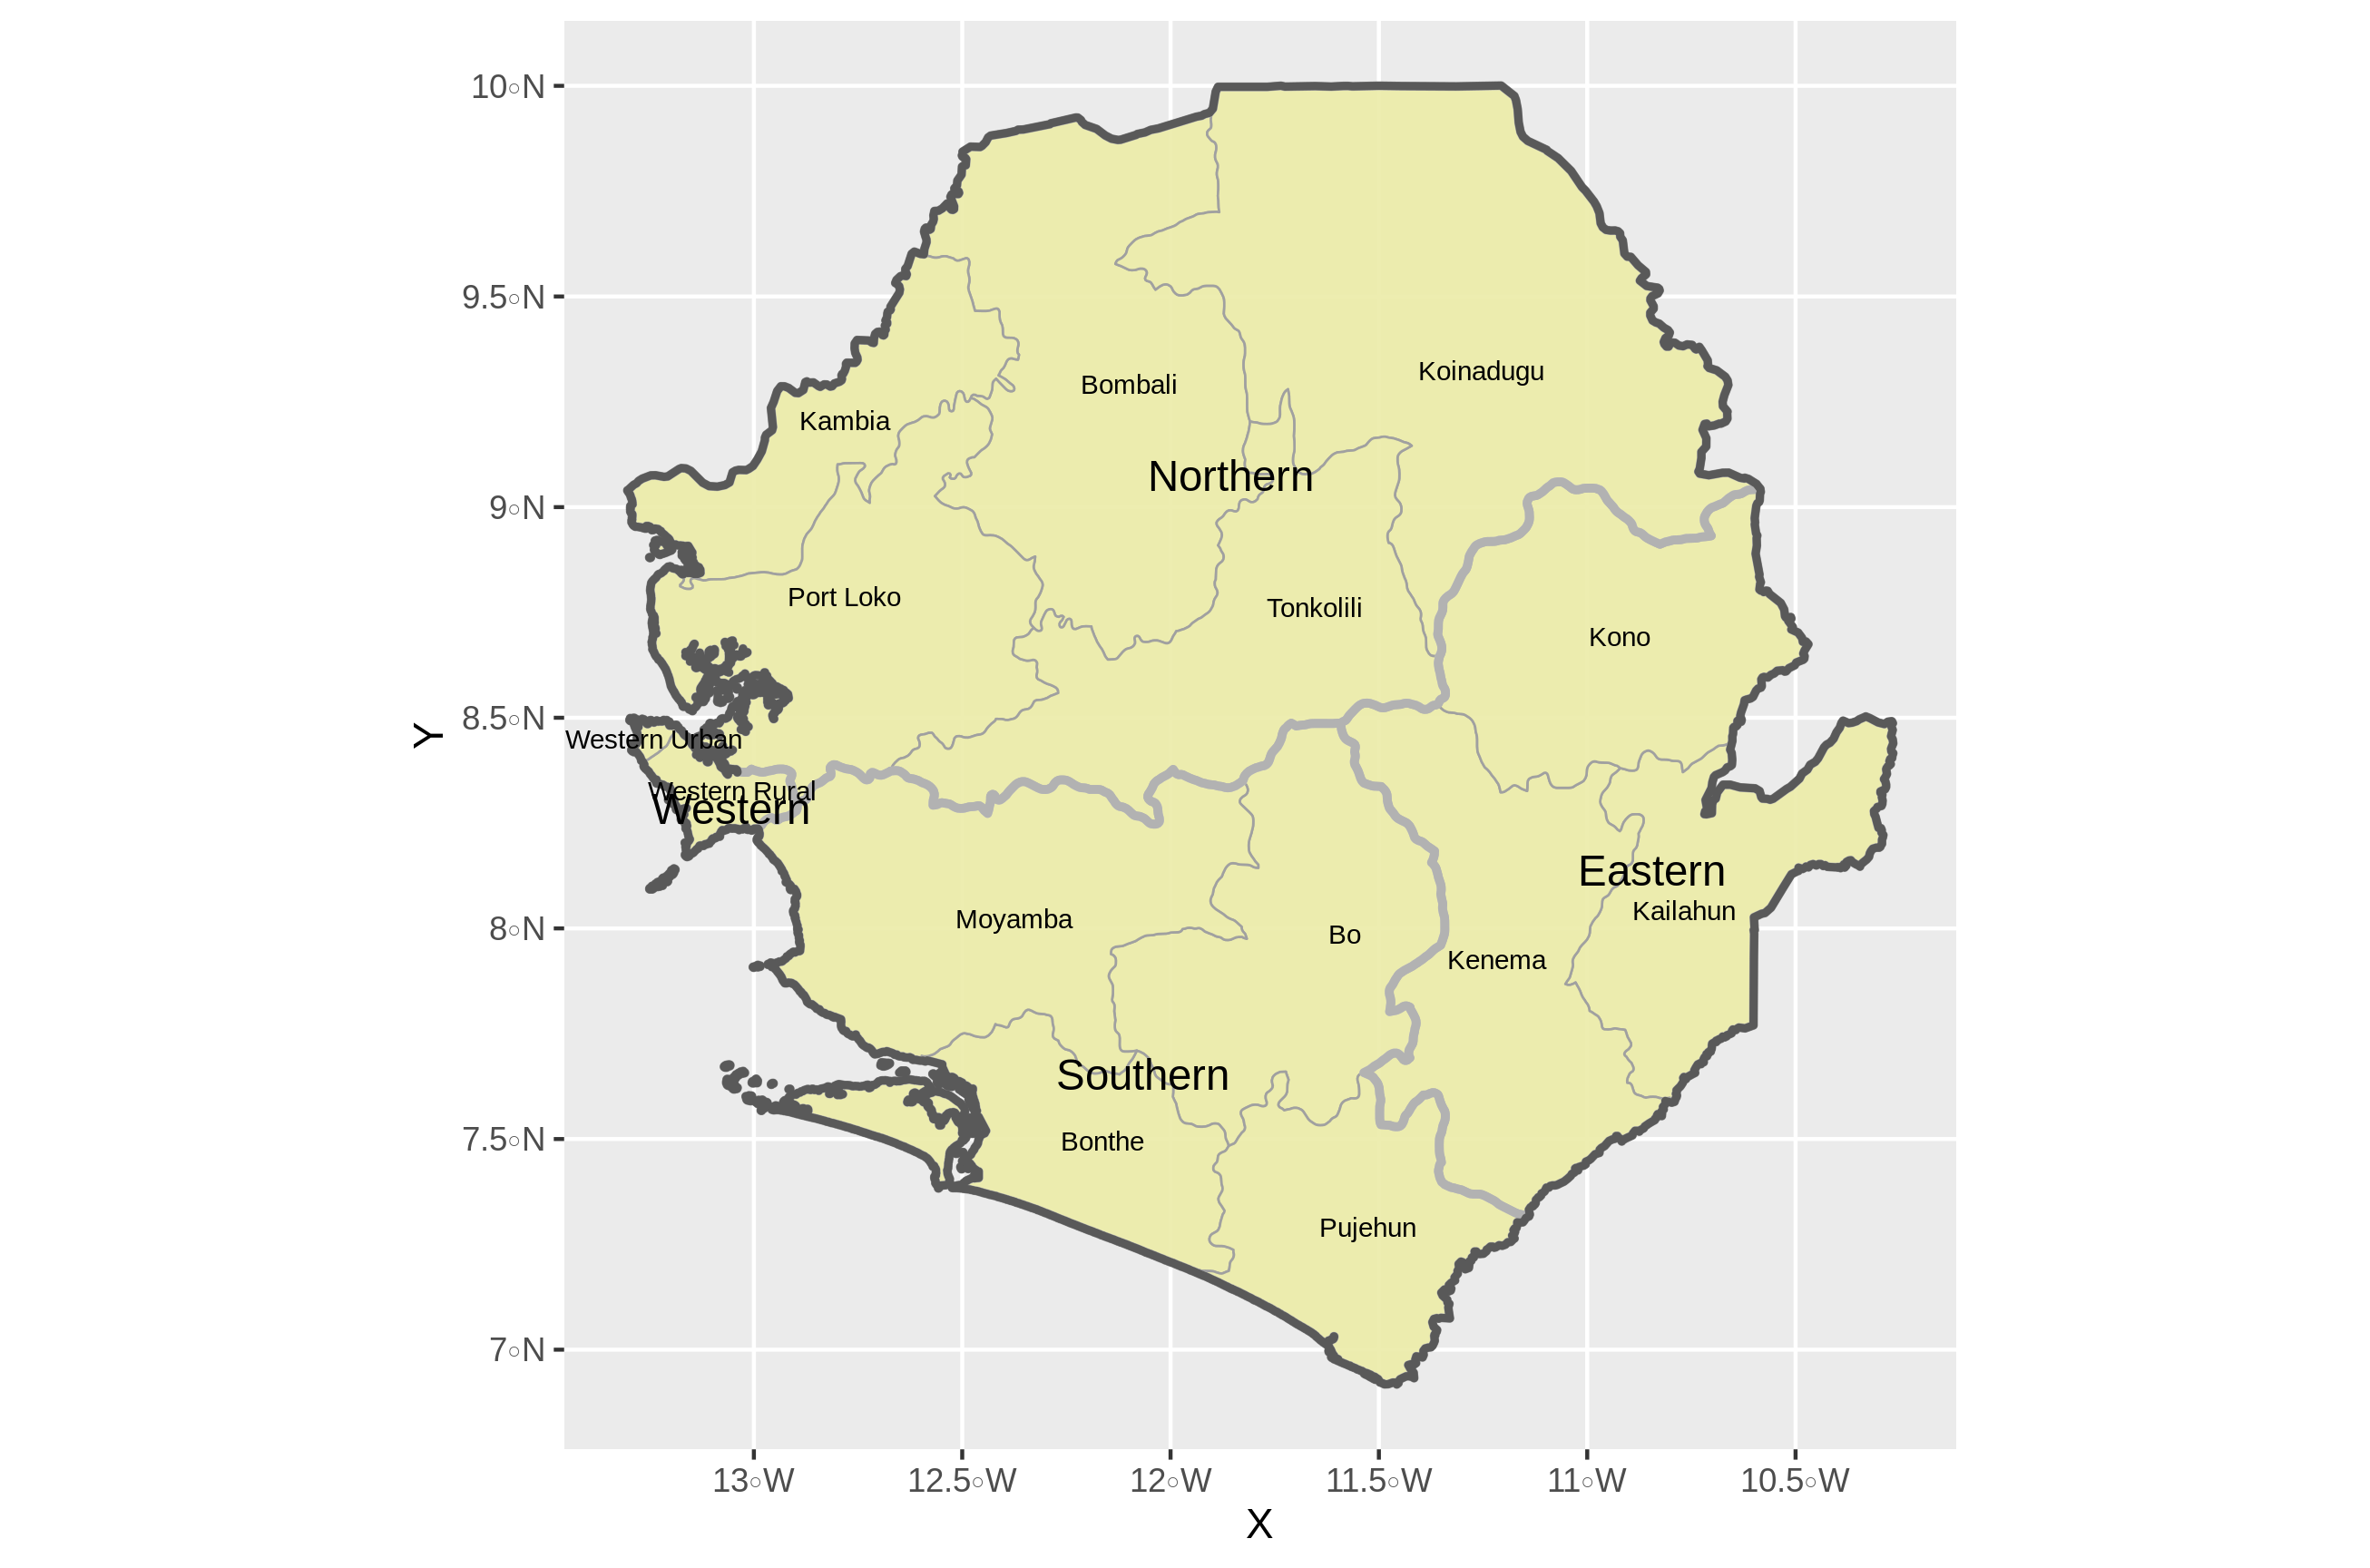 10◦N
9.5◦N
9◦N
8.5◦N
8◦N
7.5◦N
7◦N
Y
Koinadugu
Bombali
Kambia
Northern
Port Loko
Tonkolili
Kono
Western Urban
Western Rural
Western
Eastern
Kailahun
Moyamba
Bo
Kenema
Southern
Bonthe
Pujehun
13◦W
12.5◦W
12◦W
11.5◦W
11◦W
10.5◦W
X